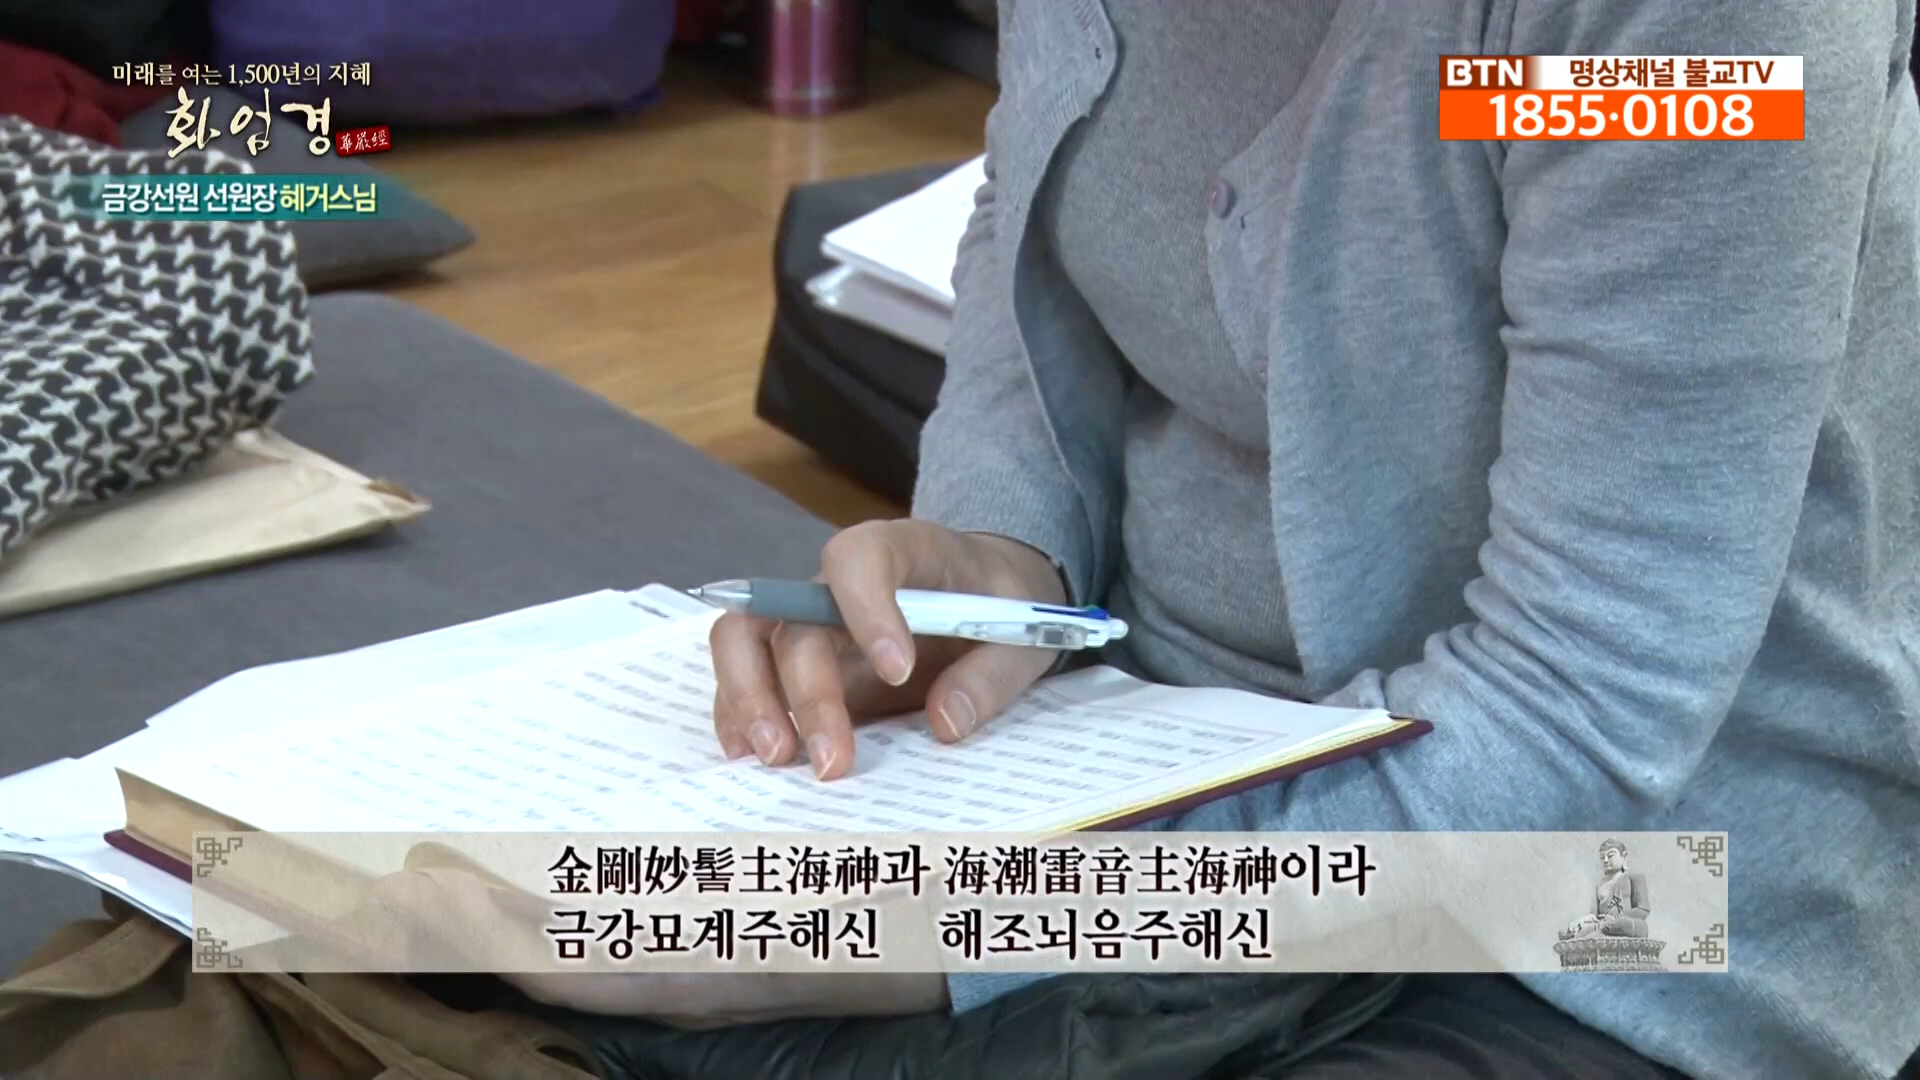 미래를 여는 1,500년의 지혜
화엄경 華嚴經
금강선원 선원장 혜거스님
BTN 명상채널 불교TV
1855·0108
金剛妙髻主海神과 海潮雷音主海神이라
금강묘계주해신 해조뇌음주해신